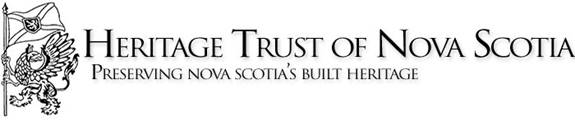 HERITAGE TRUST OF NOVA SCOTIA
PRESERVING NOVA SCOTIA'S BUILT HERITAGE